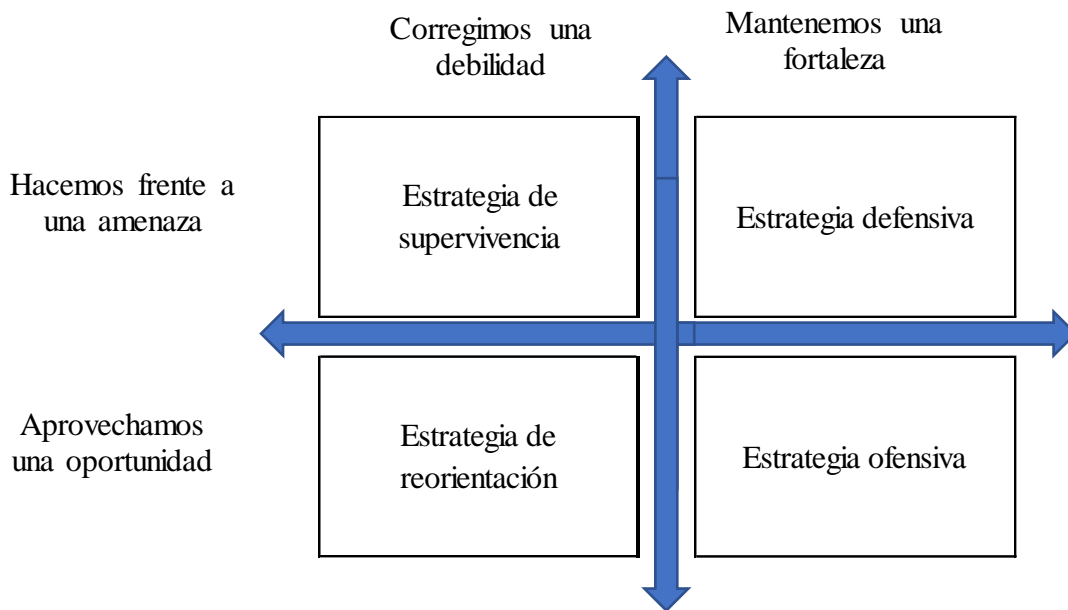 Corregimos una
debilidad
Mantenemos una
fortaleza
Hacemos frente a
una amenaza
Estrategia de
supervivencia
Estrategia defensiva
Aprovechamos
una oportunidad
Estrategia de
reorientación
Estrategia ofensiva